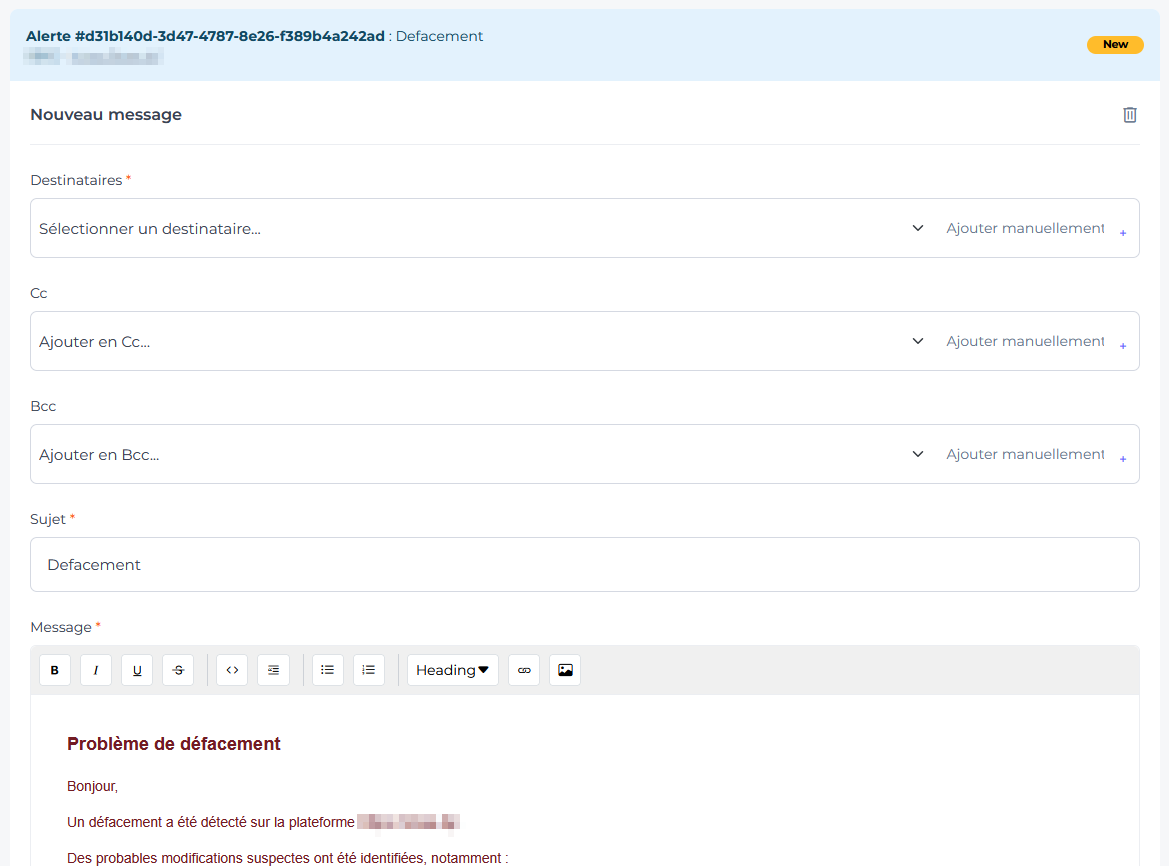 Alerte #d31b140d-3d47-4787-8e26-f389b4a242ad : Defacement
New
Nouveau message
Destinataires *
Sélectionner un destinataire...
Ajouter manuellement +
Cc
Ajouter en Cc...
Ajouter manuellement +
Bcc
Ajouter en Bcc...
Ajouter manuellement +
Sujet *
Defacement
Message *
B I U S <> Heading
Problème de défacement
Bonjour,
Un défacement a été détecté sur la plateforme
Des probables modifications suspectes ont été identifiées, notamment :